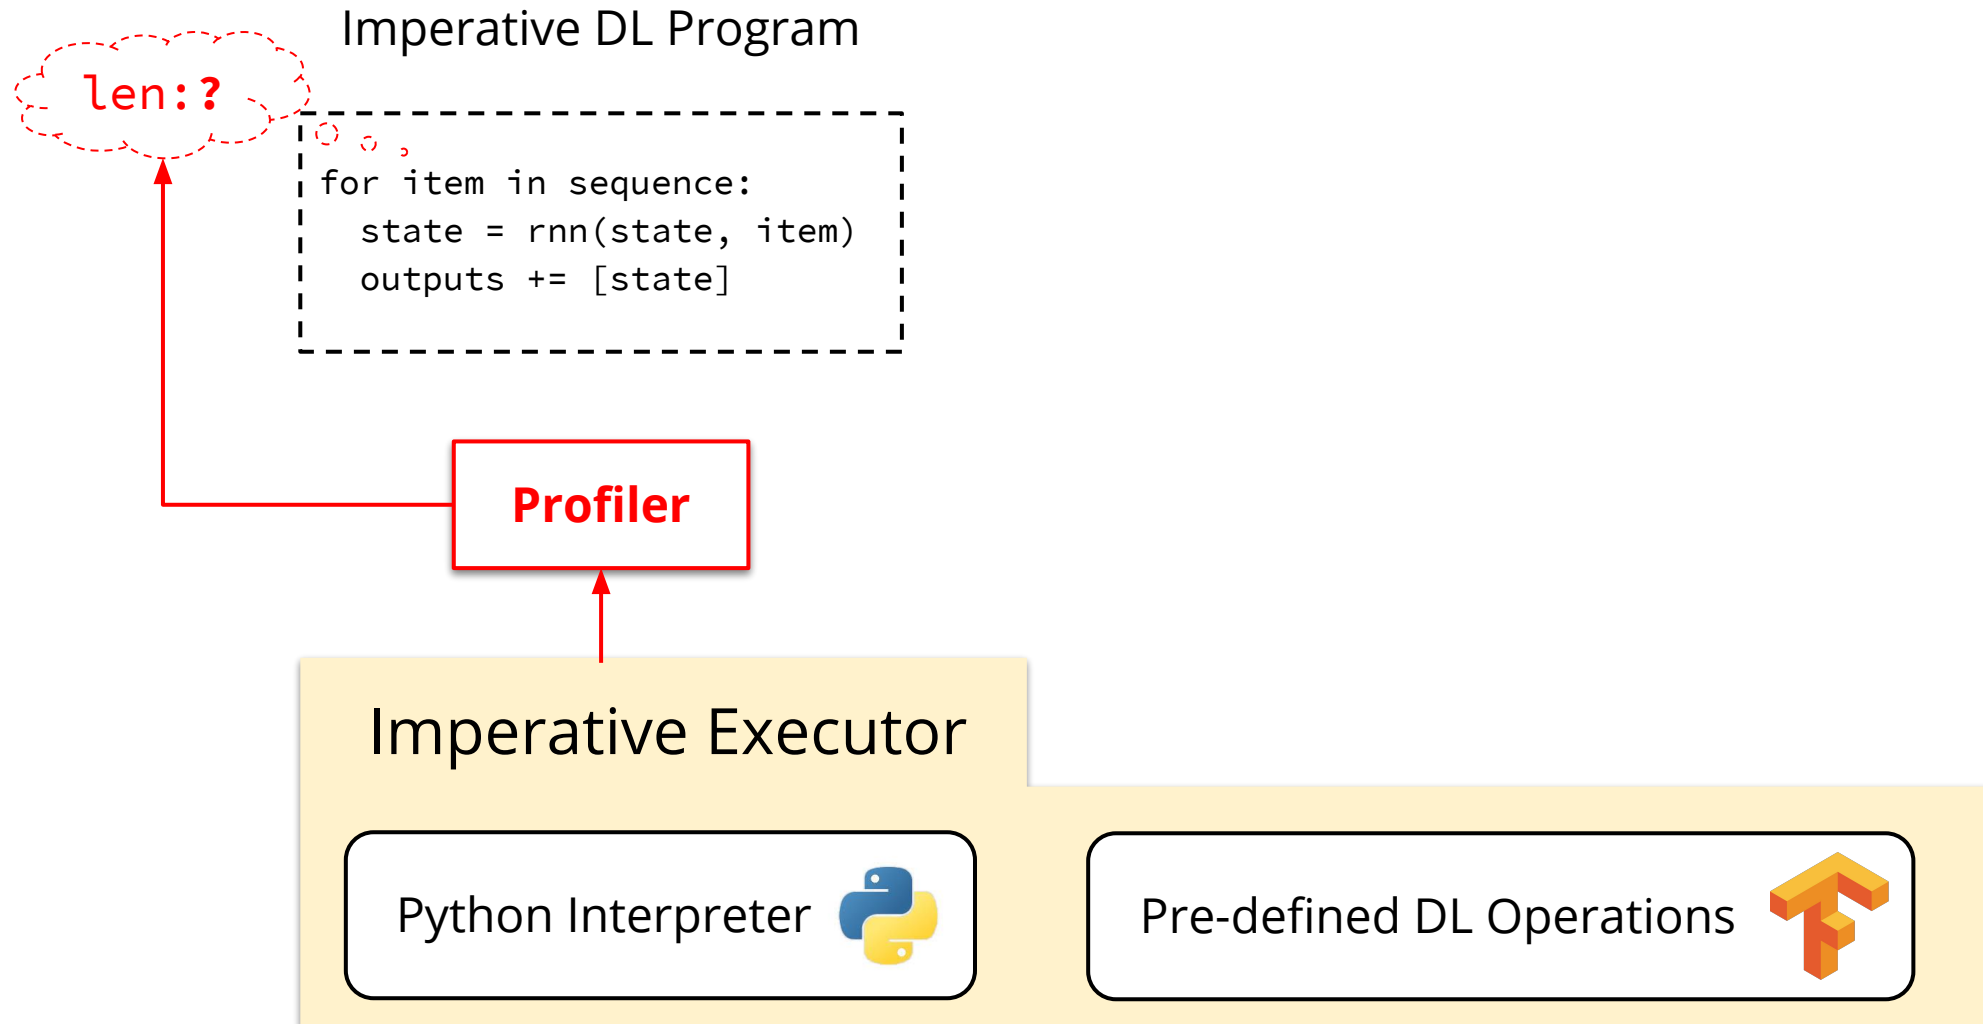 Imperative DL Program
len:?
for item in sequence:
  state = rnn(state, item)
  outputs += [state]
Profiler
Imperative Executor
Python Interpreter
Pre-defined DL Operations